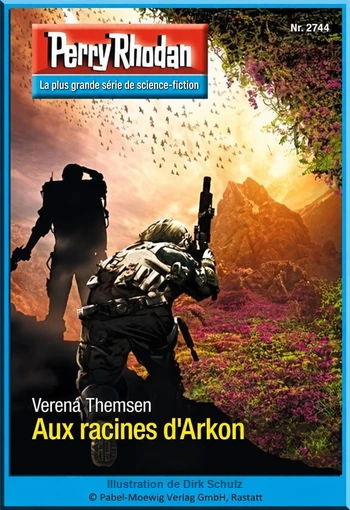 Nr. 2744
Perry Rhodan
La plus grande série de science-fiction
Verena Themsen
Aux racines d'Arkon
Illustration de Dirk Schulz
© Pabel-Moewig Verlag GmbH, Rastatt